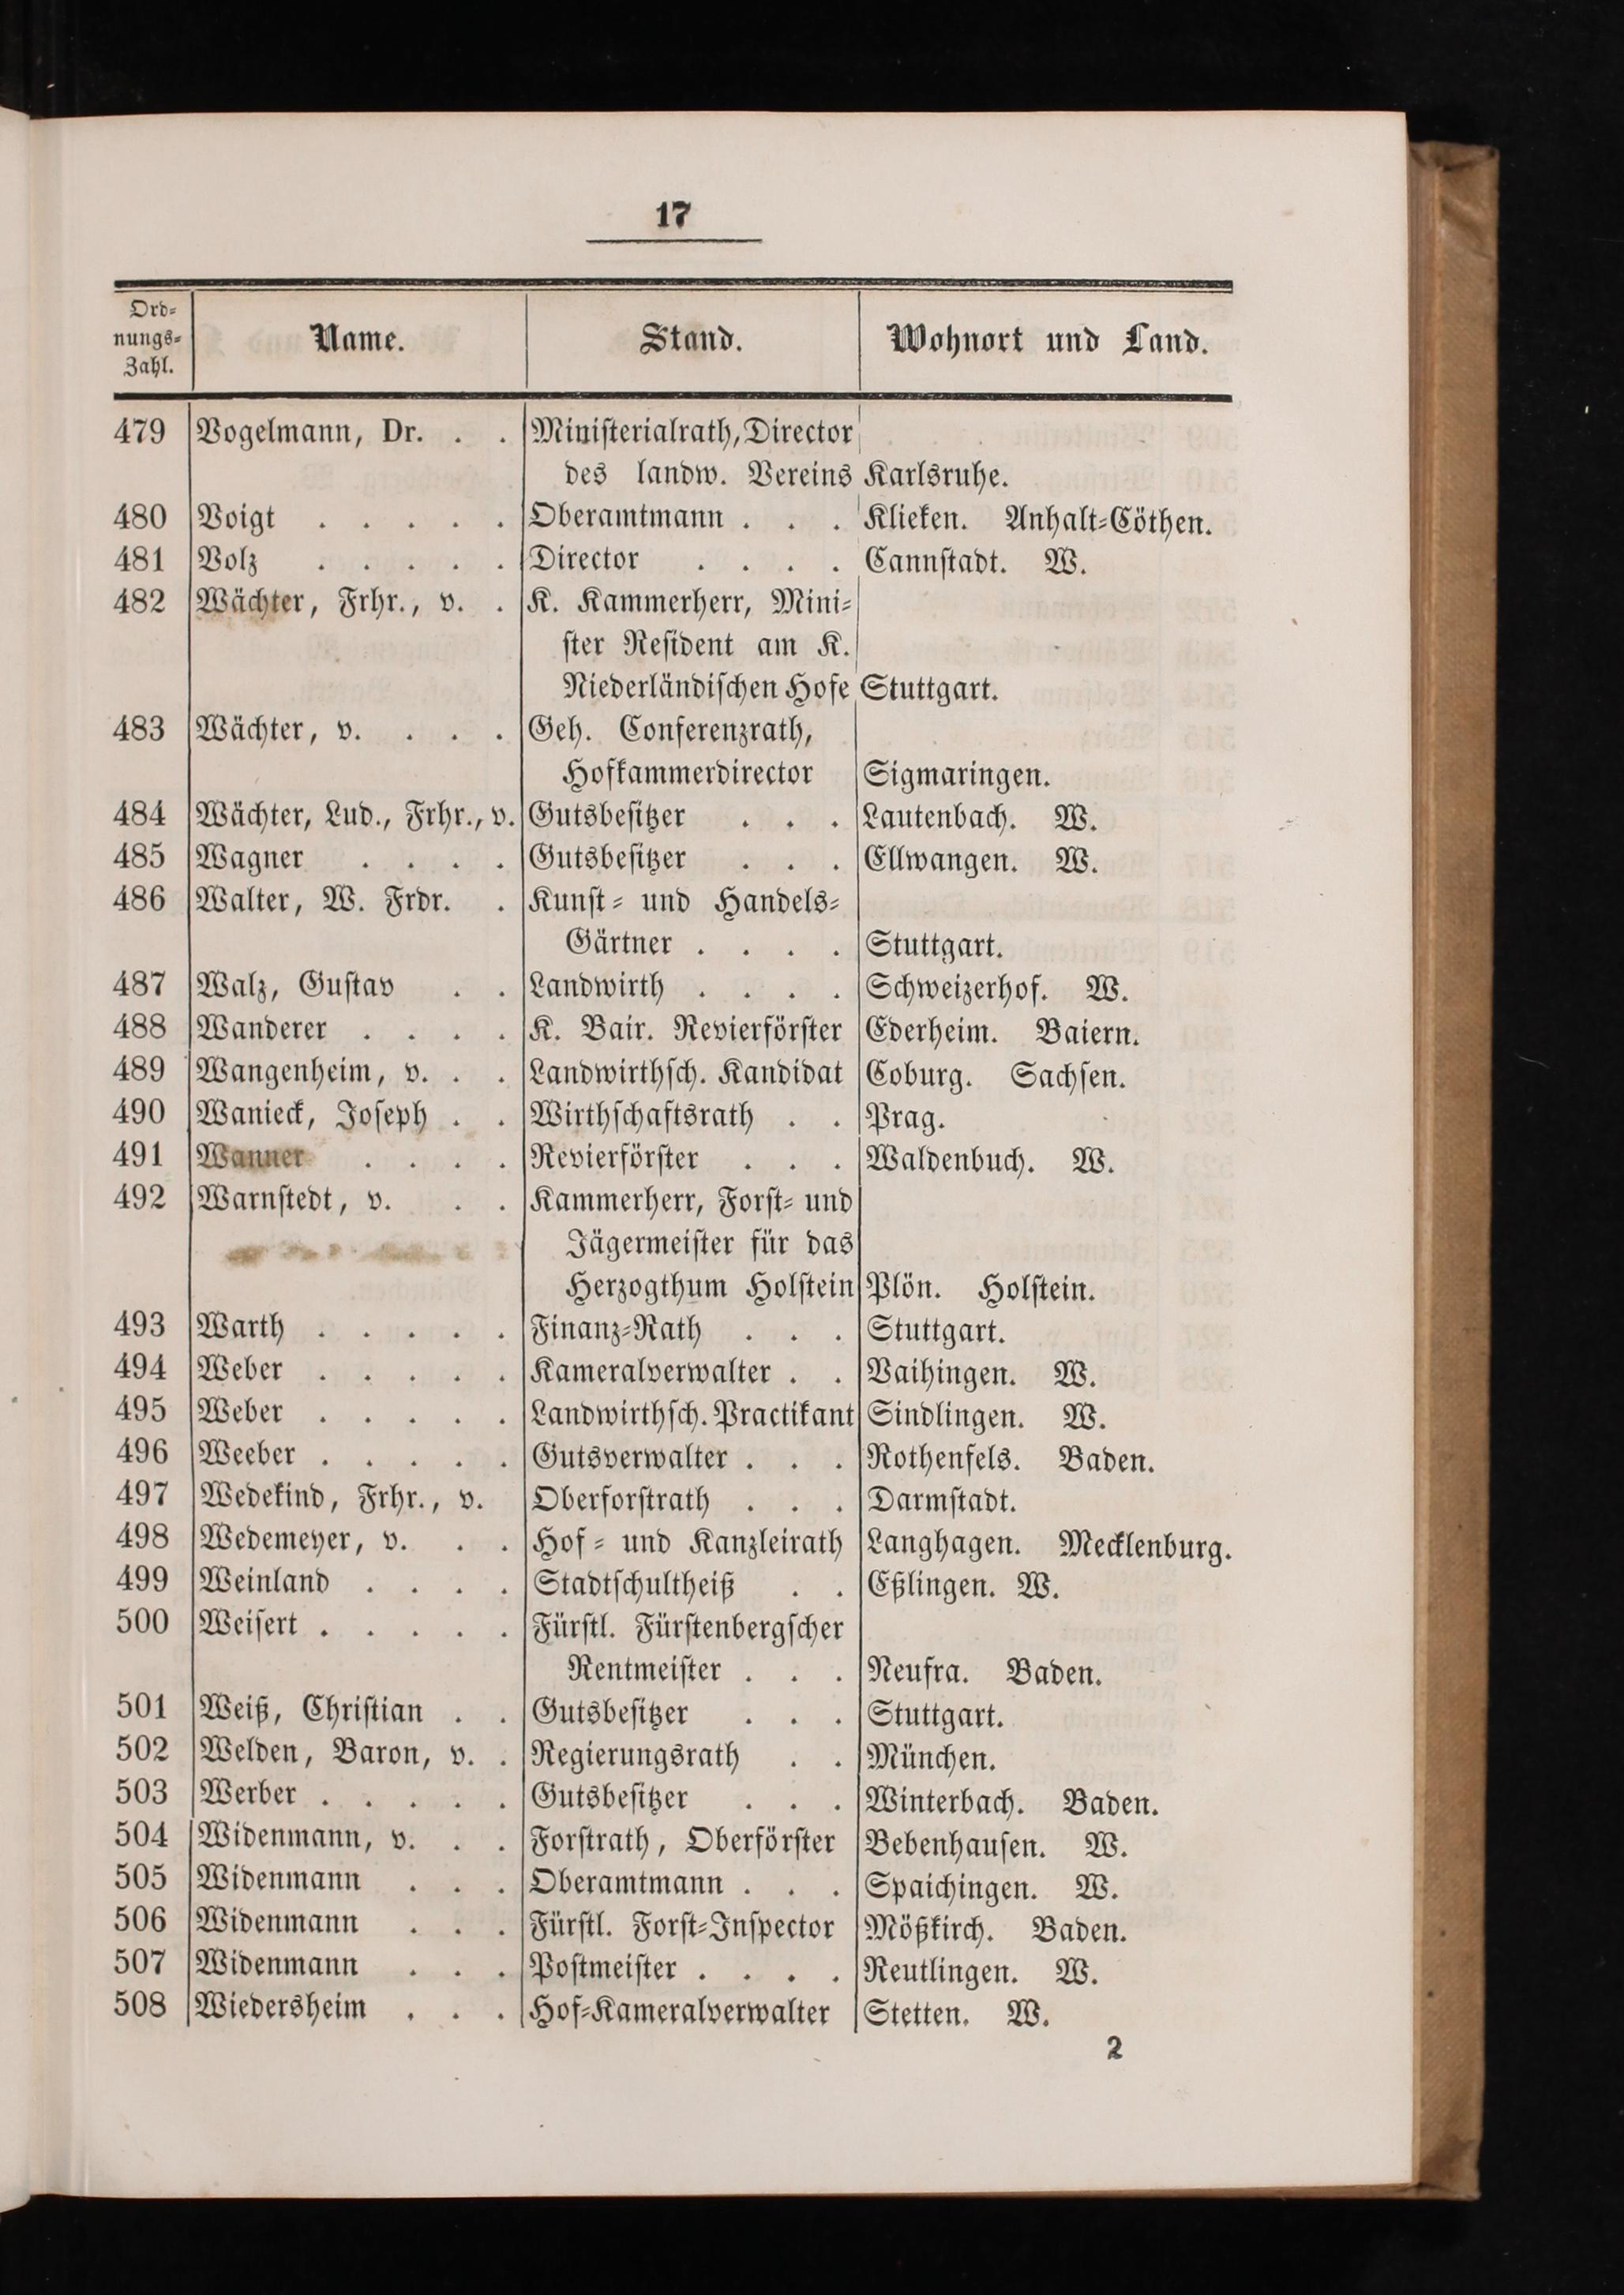 17
Ord- nungs- Zahl. Name. Stand. Wohnort und Land.
479 Vogelmann, Dr. . . Miniſterialrath, Director
des landw. Vereins Karlsruhe.
480 Voigt . . . . . Oberamtmann . . . Klieken. Anhalt-Cöthen.
481 Volz . . . . . Director . . . . Cannſtadt. W.
482 Wächter, Frhr., v. . K. Kammerherr, Mini-
ſter Reſident am K.
Niederländiſchen Hofe Stuttgart.
483 Wächter, v. . . . Geh. Conferenzrath,
Hofkammerdirector Sigmaringen.
484 Wächter, Lud., Frhr., v. Gutsbeſitzer . . . Lautenbach. W.
485 Wagner . . . . Gutsbeſitzer . . . Ellwangen. W.
486 Walter, W. Frdr. . Kunſt- und Handels-
Gärtner . . . . Stuttgart.
487 Walz, Guſtav . . Landwirth . . . . Schweizerhof. W.
488 Wanderer . . . . K. Bair. Revierförſter Ederheim. Baiern.
489 Wangenheim, v. . . Landwirthſch. Kandidat Coburg. Sachſen.
490 Wanieck, Joſeph . . Wirthſchaftsrath . . Prag.
491 Wanner . . . . Revierförſter . . . Waldenbuch. W.
492 Warnſtedt, v. . . Kammerherr, Forſt- und
Jägermeiſter für das
Herzogthum Holſtein Plön. Holſtein.
493 Warth . . . . . Finanz-Rath . . . Stuttgart.
494 Weber . . . . . Kameralverwalter . . Vaihingen. W.
495 Weber . . . . . Landwirthſch. Practikant Sindlingen. W.
496 Weeber . . . . . Gutsverwalter . . . Rothenfels. Baden.
497 Wedekind, Frhr., v. Oberforſtrath . . . Darmſtadt.
498 Wedemeyer, v. . . Hof- und Kanzleirath Langhagen. Mecklenburg.
499 Weinland . . . . Stadtſchultheiß . . Eßlingen. W.
500 Weiſert . . . . . Fürſtl. Fürſtenbergſcher
Rentmeiſter . . . Neufra. Baden.
501 Weiß, Chriſtian . . Gutsbeſitzer . . . Stuttgart.
502 Welden, Baron, v. . Regierungsrath . . München.
503 Werber . . . . . Gutsbeſitzer . . . Winterbach. Baden.
504 Widenmann, v. . . Forſtrath, Oberförſter Bebenhauſen. W.
505 Widenmann . . . Oberamtmann . . . Spaichingen. W.
506 Widenmann . . . Fürſtl. Forſt-Inſpector Mößkirch. Baden.
507 Widenmann . . . Poſtmeiſter . . . . Reutlingen. W.
508 Wiedersheim . . . Hof-Kameralverwalter Stetten. W.
2